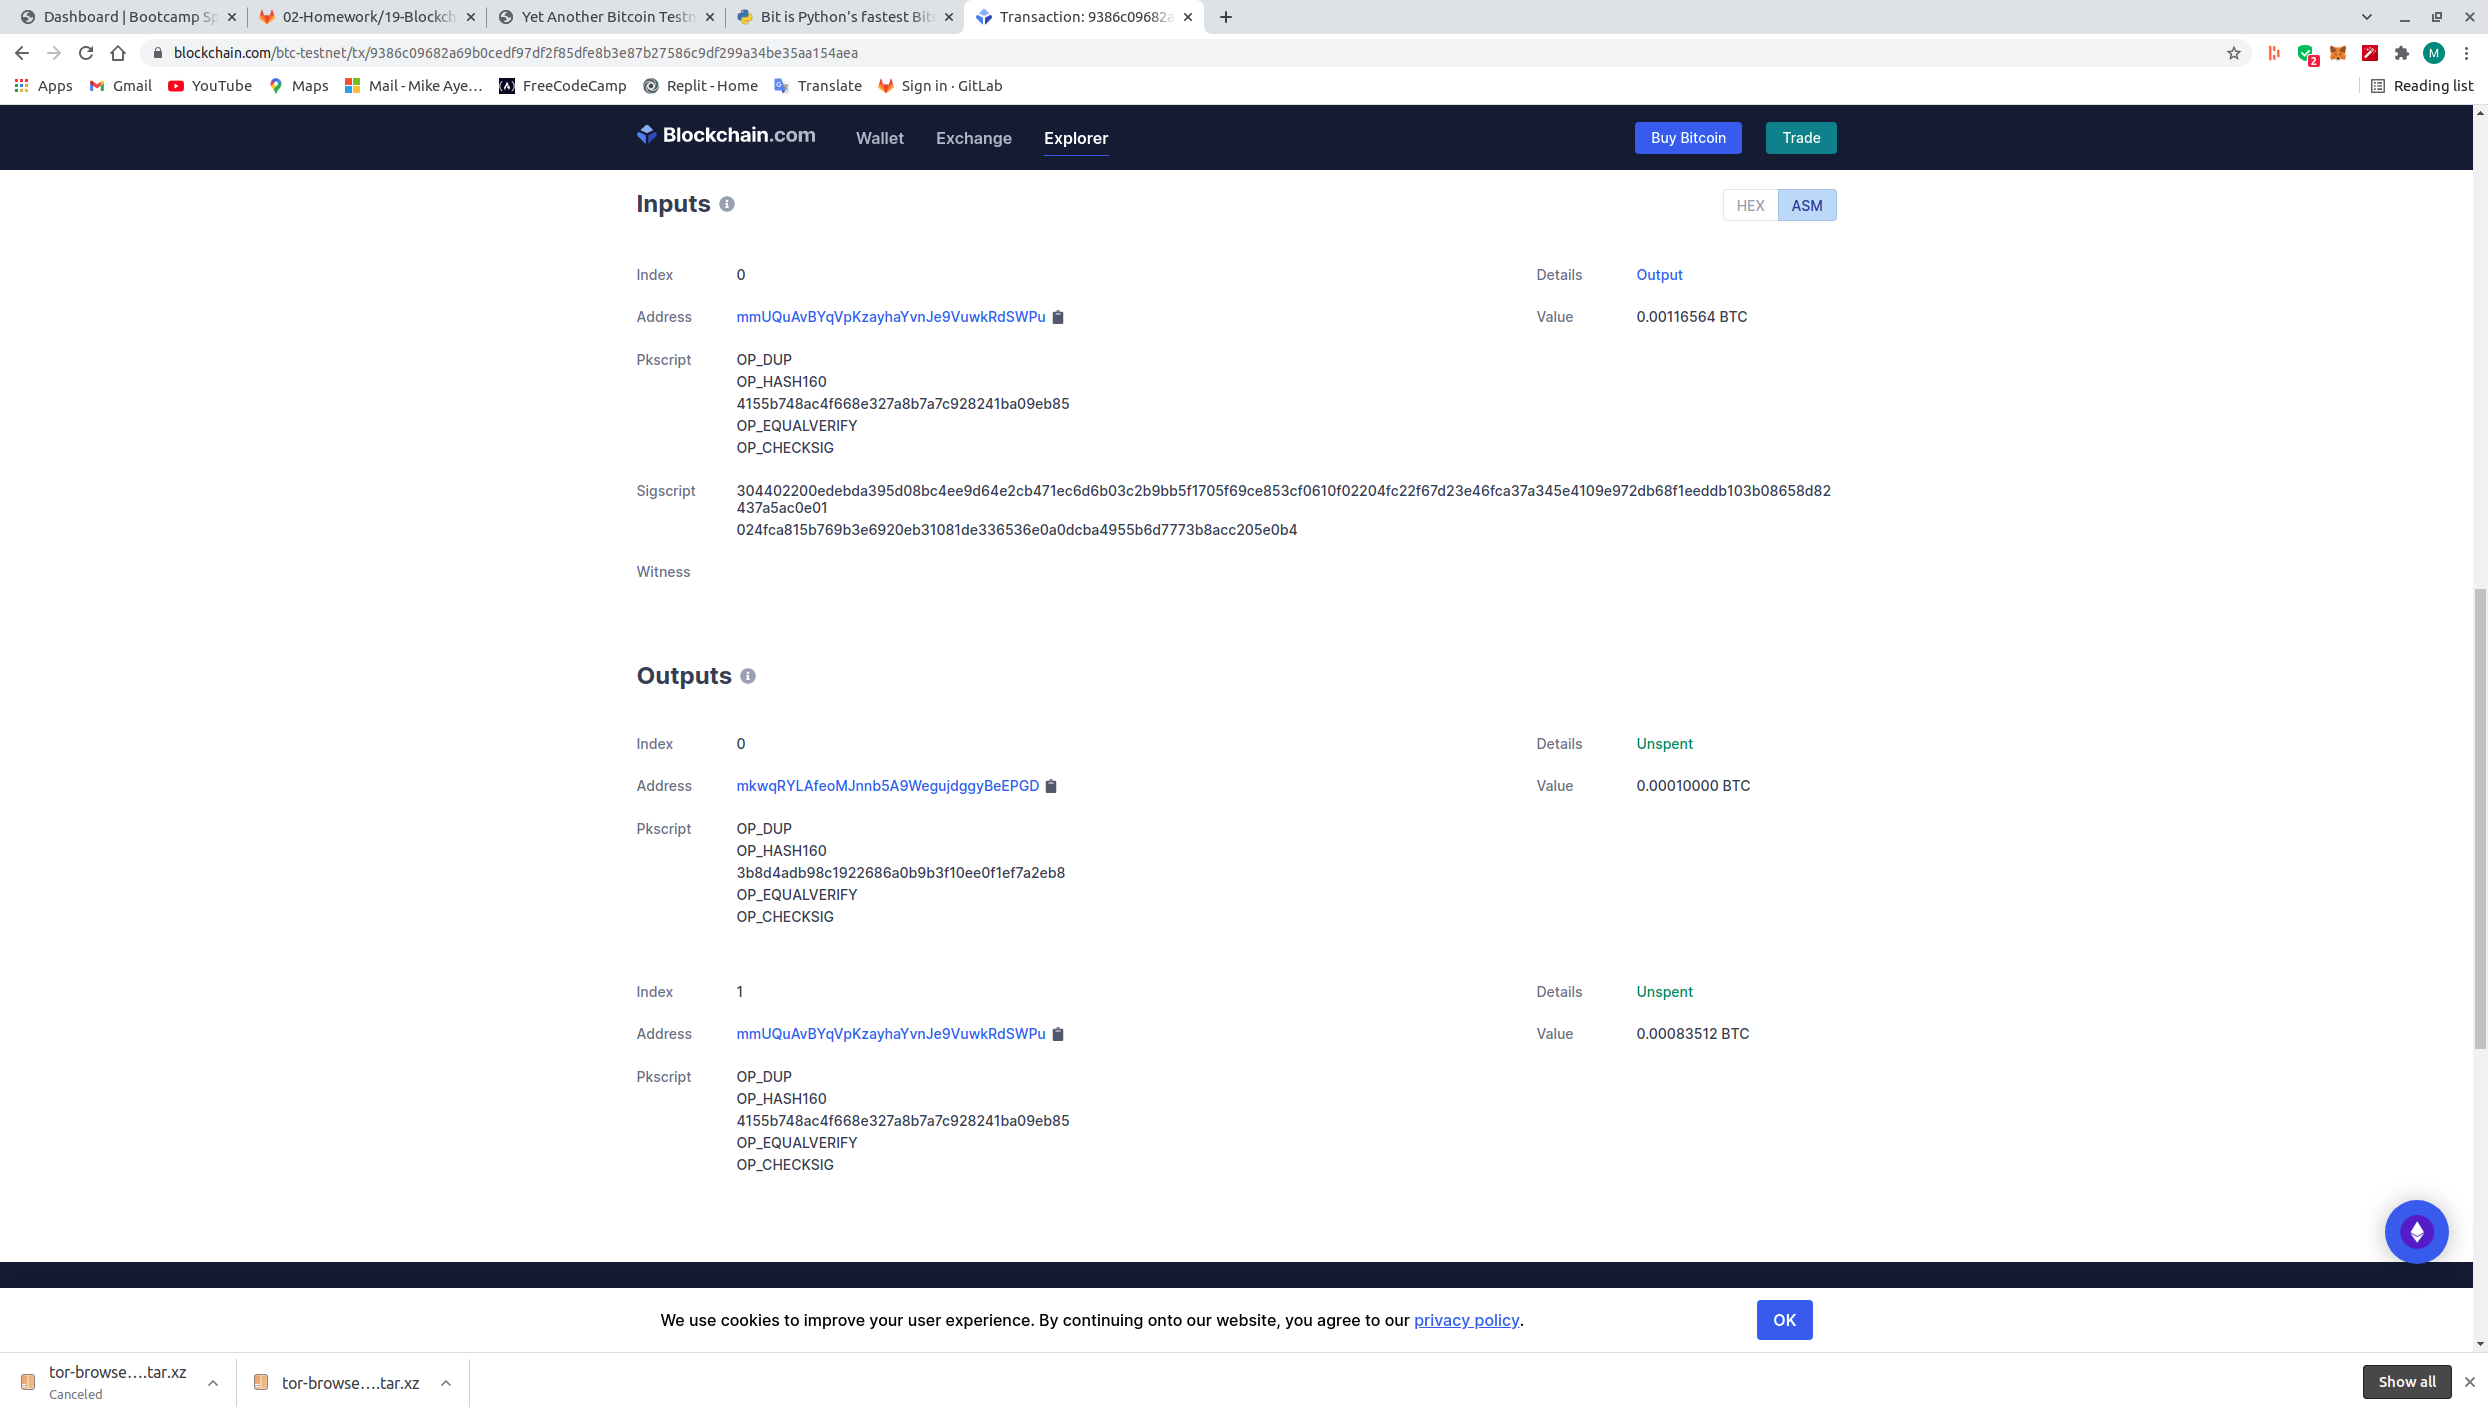 Dashboard | Bootcamp Sp
02-Homework/19-Blockch
Yet Another Bitcoin Testn
Bit is Python's fastest Bitc
Transaction: 9386c09682a
blockchain.com/btc-testnet/tx/9386c09682a69b0cedf97df2f85dfe8b3e87b27586c9df299a34be35aa154aea
2
M
Apps
Gmail
YouTube
Maps
Mail - Mike Aye...
FreeCodeCamp
Replit - Home
Translate
Sign in · GitLab
Reading list
Blockchain.com
Wallet
Exchange
Explorer
Buy Bitcoin
Trade
Inputs
HEX
ASM
Index 0
Details Output
Address mmUQuAvBYqVpKzayhaYvnJe9VuwkRdSWPu
Value 0.00116564 BTC
Pkscript OP_DUP
OP_HASH160
4155b748ac4f668e327a8b7a7c928241ba09eb85
OP_EQUALVERIFY
OP_CHECKSIG
Sigscript 304402200edebda395d08bc4ee9d64e2cb471ec6d6b03c2b9bb5f1705f69ce853cf0610f02204fc22f67d23e46fca37a345e4109e972db68f1eeddb103b08658d82
437a5ac0e01
024fca815b769b3e6920eb31081de336536e0a0dcba4955b6d7773b8acc205e0b4
Witness
Outputs
Index 0
Details Unspent
Address mkwqRYLAfeoMJnnb5A9WegujdggyBeEPGD
Value 0.00010000 BTC
Pkscript OP_DUP
OP_HASH160
3b8d4adb98c1922686a0b9b3f10ee0f1ef7a2eb8
OP_EQUALVERIFY
OP_CHECKSIG
Index 1
Details Unspent
Address mmUQuAvBYqVpKzayhaYvnJe9VuwkRdSWPu
Value 0.00083512 BTC
Pkscript OP_DUP
OP_HASH160
4155b748ac4f668e327a8b7a7c928241ba09eb85
OP_EQUALVERIFY
OP_CHECKSIG
We use cookies to improve your user experience. By continuing onto our website, you agree to our privacy policy.
OK
tor-browse....tar.xz
Canceled
tor-browse....tar.xz
Show all